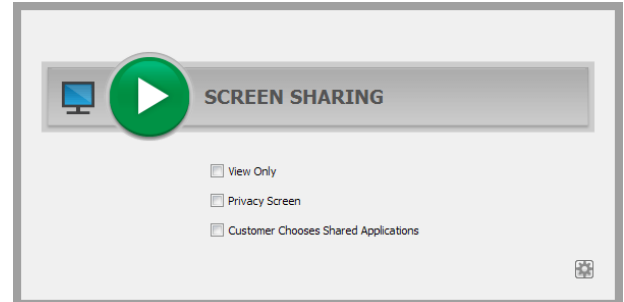 SCREEN SHARING
View Only
Privacy Screen
Customer Chooses Shared Applications